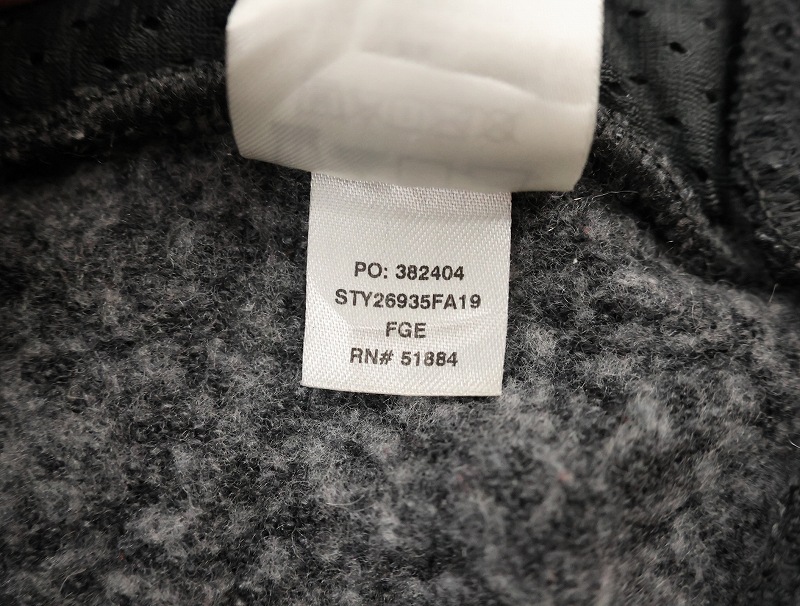 PO: 382404
STY26935FA19
FGE
RN# 51884